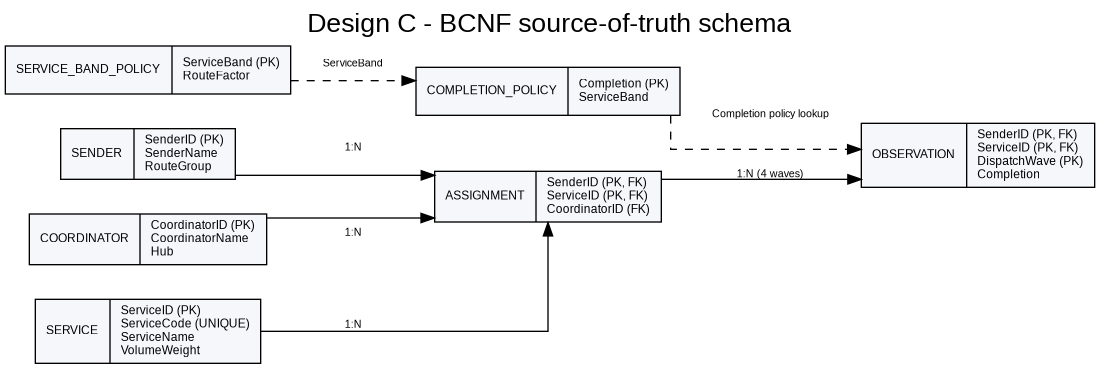 Design C - BCNF source-of-truth schema
SERVICE_BAND_POLICY
ServiceBand (PK)
RouteFactor
ServiceBand
COMPLETION_POLICY
Completion (PK)
ServiceBand
Completion policy lookup
SENDER
SenderID (PK)
SenderName
RouteGroup
1:N
OBSERVATION
SenderID (PK, FK)
ServiceID (PK, FK)
DispatchWave (PK)
Completion
ASSIGNMENT
SenderID (PK, FK)
ServiceID (PK, FK)
CoordinatorID (FK)
1:N (4 waves)
COORDINATOR
CoordinatorID (PK)
CoordinatorName
Hub
1:N
SERVICE
ServiceID (PK)
ServiceCode (UNIQUE)
ServiceName
VolumeWeight
1:N